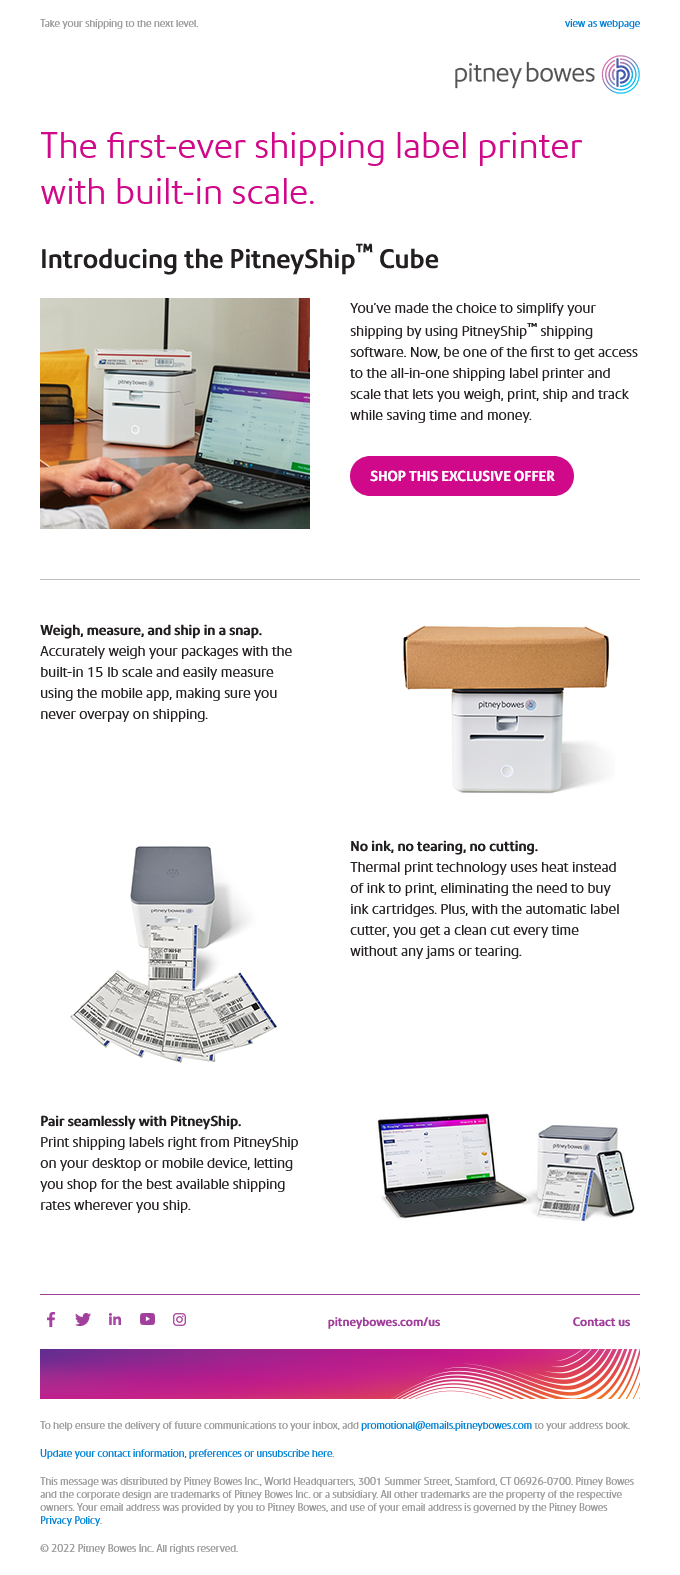 Take your shipping to the next level.
view as webpage
pitney bowes
The first-ever shipping label printer
with built-in scale.
Introducing the PitneyShip™ Cube
pitney bowes
You've made the choice to simplify your
shipping by using PitneyShip™ shipping
software. Now, be one of the first to get access
to the all-in-one shipping label printer and
scale that lets you weigh, print, ship and track
while saving time and money.
SHOP THIS EXCLUSIVE OFFER
Weigh, measure, and ship in a snap.
Accurately weigh your packages with the
built-in 15 lb scale and easily measure
using the mobile app, making sure you
never overpay on shipping.
pitney bowes
pitney bowes
No ink, no tearing, no cutting.
Thermal print technology uses heat instead
of ink to print, eliminating the need to buy
ink cartridges. Plus, with the automatic label
cutter, you get a clean cut every time
without any jams or tearing.
Pair seamlessly with PitneyShip.
Print shipping labels right from PitneyShip
on your desktop or mobile device, letting
you shop for the best available shipping
rates wherever you ship.
pitney bowes
pitneybowes.com/us
Contact us
To help ensure the delivery of future communications to your inbox, add promotional@emails.pitneybowes.com to your address book.
Update your contact information, preferences or unsubscribe here.
This message was distributed by Pitney Bowes Inc., World Headquarters, 3001 Summer Street, Stamford, CT 06926-0700. Pitney Bowes
and the corporate design are trademarks of Pitney Bowes Inc. or a subsidiary. All other trademarks are the property of the respective
owners. Your email address was provided by you to Pitney Bowes, and use of your email address is governed by the Pitney Bowes
Privacy Policy.
© 2022 Pitney Bowes Inc. All rights reserved.